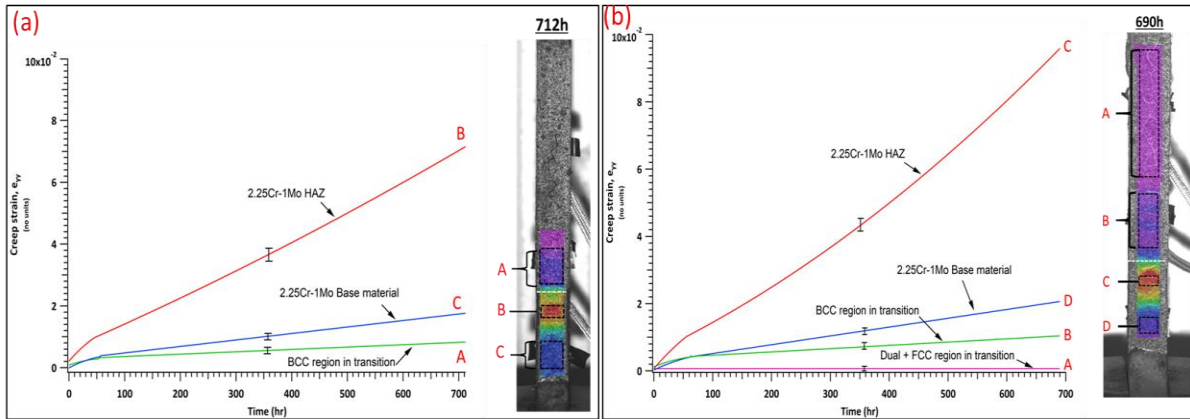 (a)
712h
10x10-2
8
6
4
2
0
Creep strain, eyy
(no units)
0
100
200
300
400
500
600
700
Time (hr)
B
2.25Cr-1Mo HAZ
2.25Cr-1Mo Base material
C
BCC region in transition
A
A
B
C
(b)
690h
10x10-2
8
6
4
2
0
Creep strain, eyy
(no units)
0
100
200
300
400
500
600
700
Time (hr)
C
2.25Cr-1Mo HAZ
2.25Cr-1Mo Base material
D
BCC region in transition
B
Dual + FCC region in transition
A
A
B
C
D